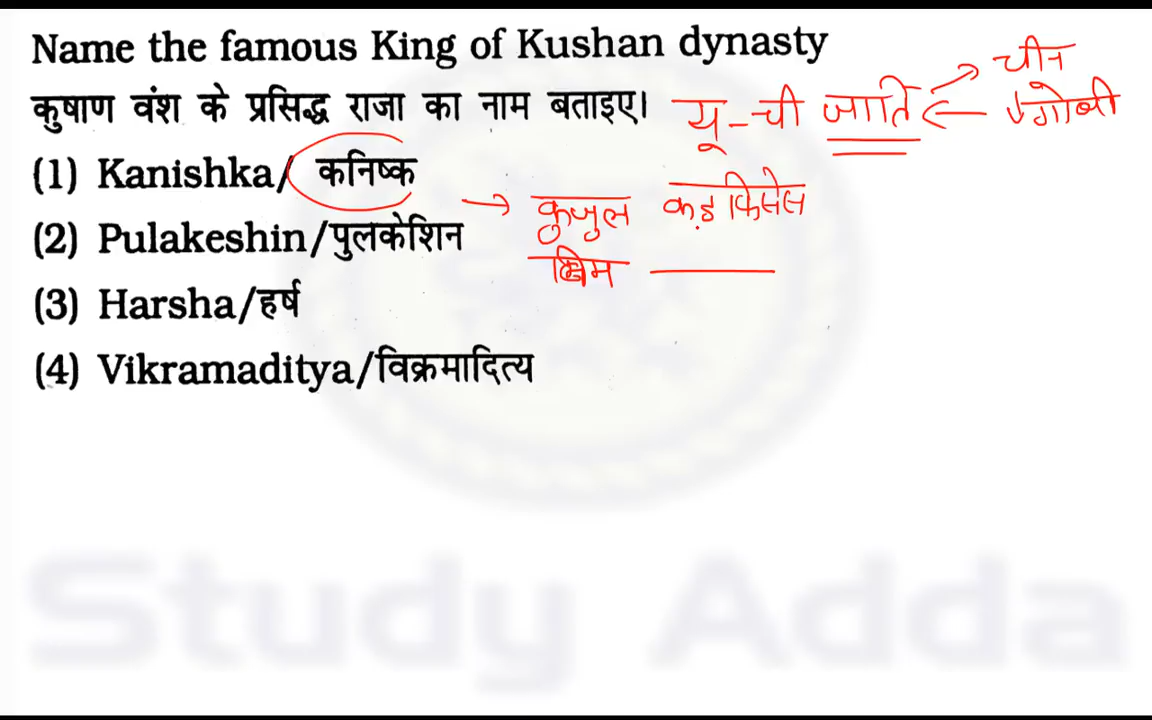 Name the famous King of Kushan dynasty
कुषाण वंश के प्रसिद्ध राजा का नाम बताइए।
यू-ची जाति
चीन
गोबी
(1) Kanishka/ कनिष्क
कुजुल कडफिसेस
(2) Pulakeshin/पुलकेशिन
विम
(3) Harsha/हर्ष
(4) Vikramaditya/विक्रमादित्य
Study Adda